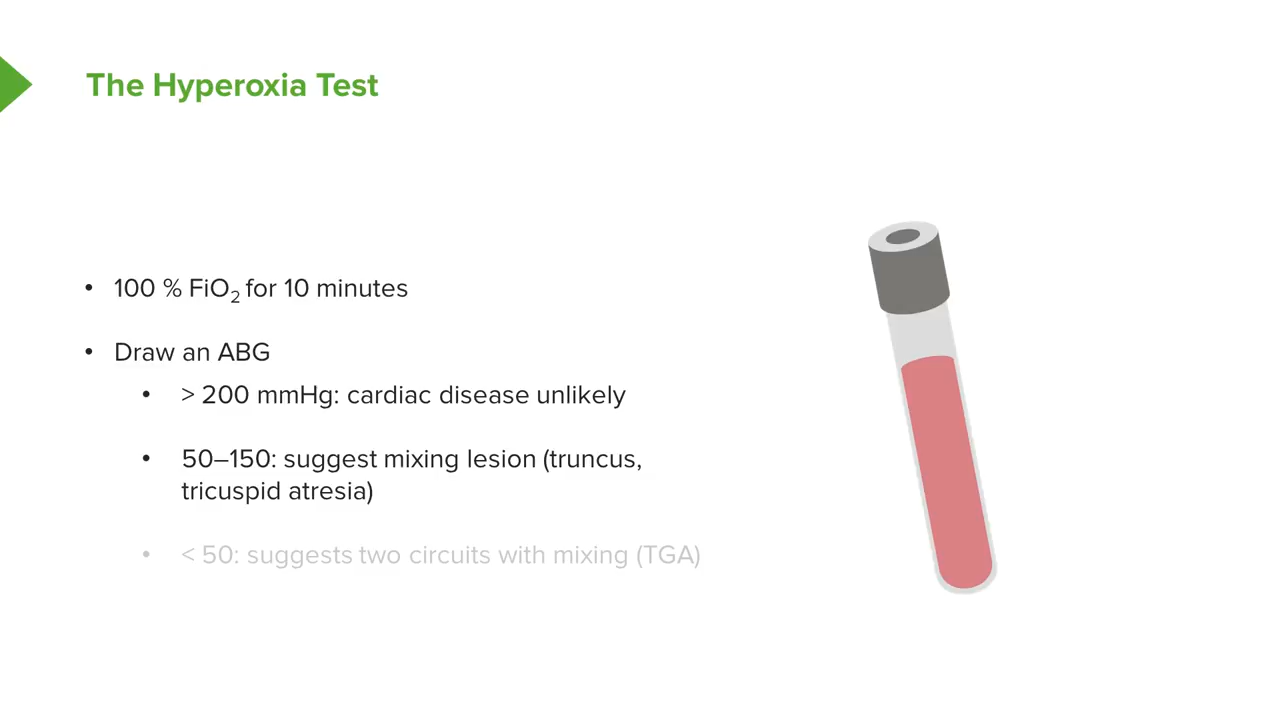 The Hyperoxia Test
• 100 % FiO₂ for 10 minutes
• Draw an ABG
• > 200 mmHg: cardiac disease unlikely
• 50–150: suggest mixing lesion (truncus,
tricuspid atresia)
• < 50: suggests two circuits with mixing (TGA)